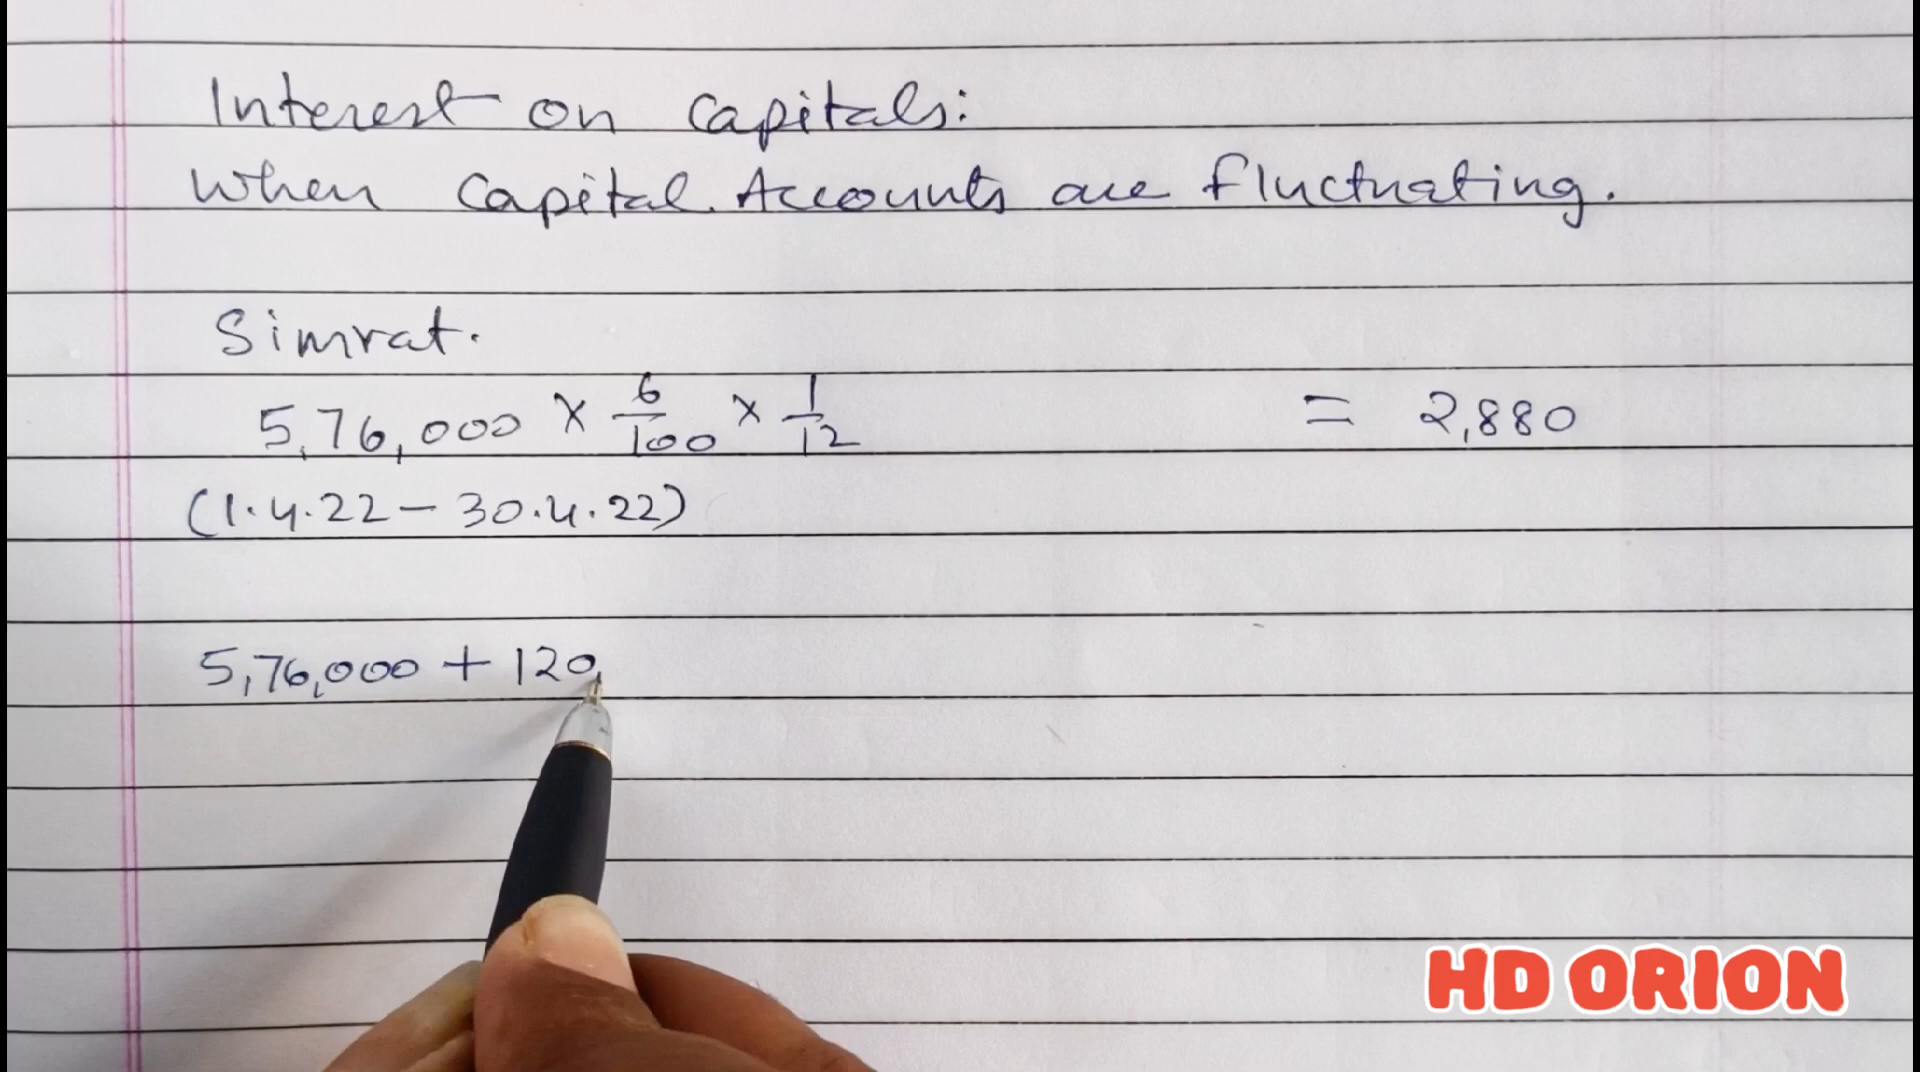 Interest on Capitals:
When Capital Accounts are fluctuating.
Simrat.
5,76,000 × 6/100 × 1/12 = 2,880
(1.4.22 – 30.4.22)
5,76,000 + 120,
HD ORION